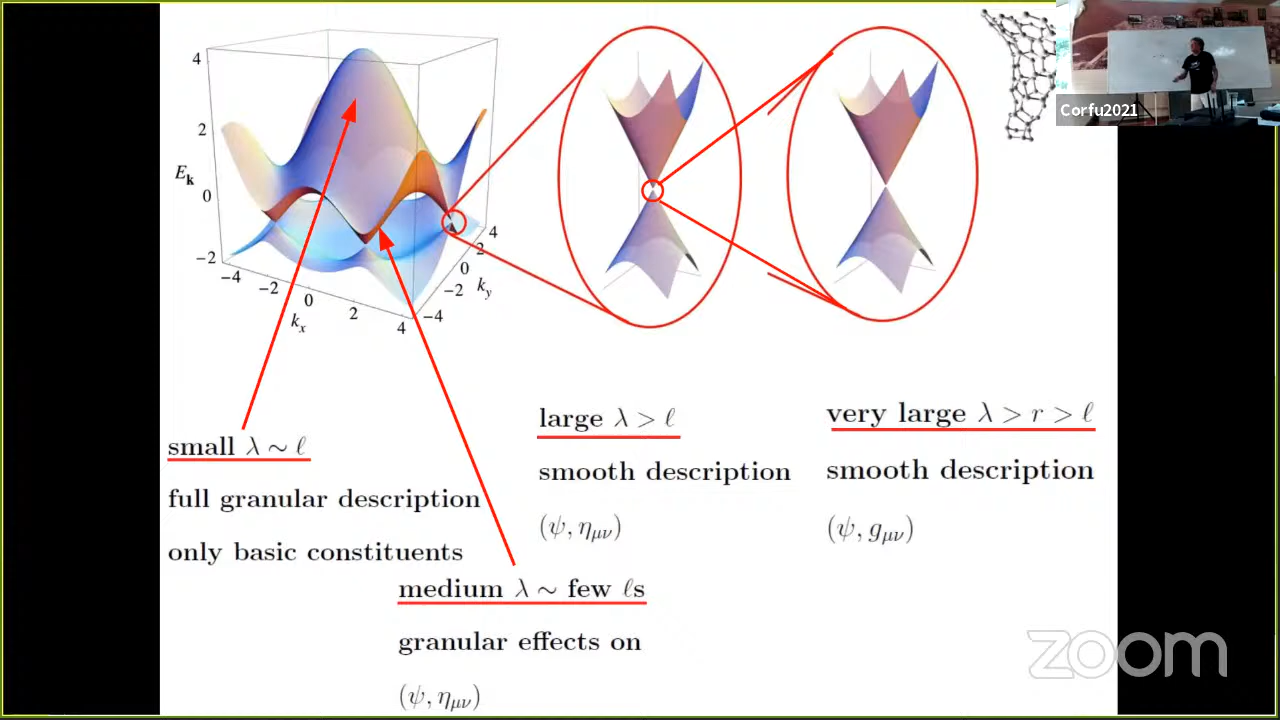 4
2
0
−2
E_k
−4
−2
0
2
4
k_x
−4
−2
0
2
4
k_y
Corfu2021
small λ ∼ ℓ
full granular description
only basic constituents
medium λ ∼ few ℓs
granular effects on
(ψ, η_μν)
large λ > ℓ
smooth description
(ψ, η_μν)
very large λ > r > ℓ
smooth description
(ψ, g_μν)
zoom